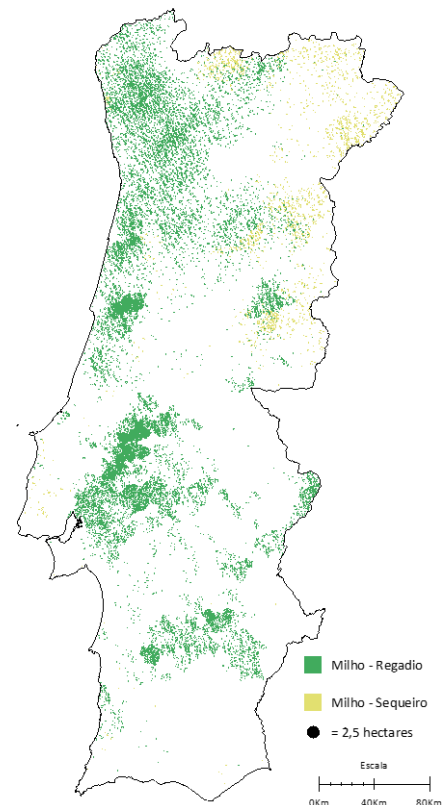 Milho - Regadio
Milho - Sequeiro
= 2,5 hectares
Escala
0Km 40Km 80Km